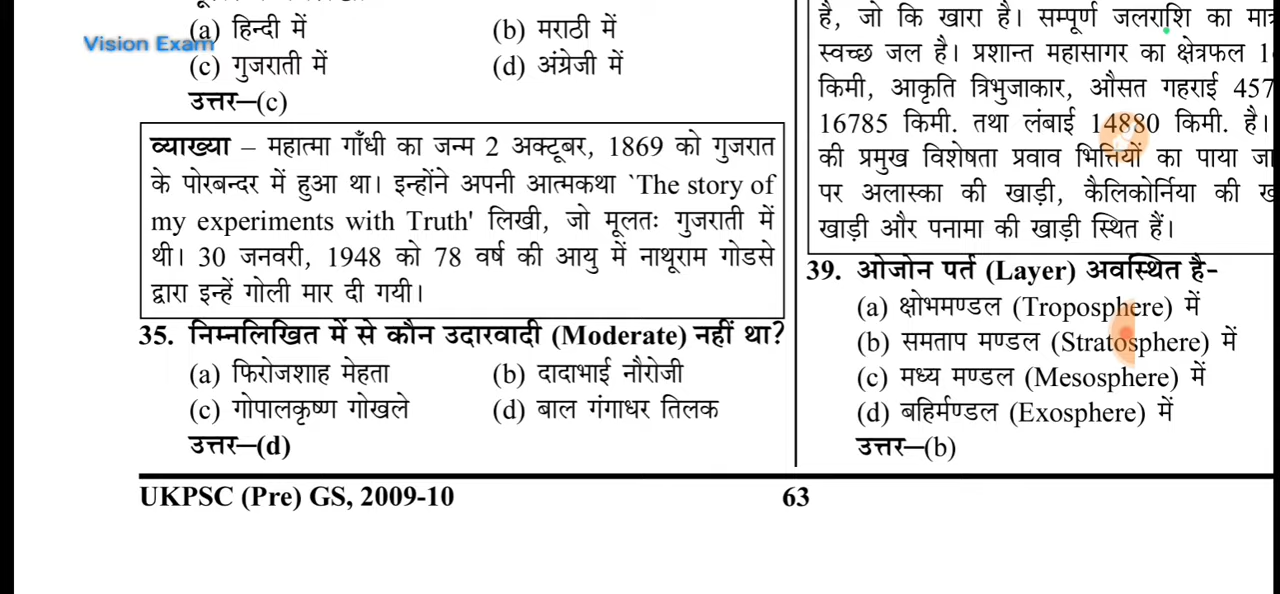 (a) हिन्दी में (b) मराठी में
Vision Exam
(c) गुजराती में (d) अंग्रेजी में
उत्तर–(c)
व्याख्या – महात्मा गाँधी का जन्म 2 अक्टूबर, 1869 को गुजरात
के पोरबन्दर में हुआ था। इन्होंने अपनी आत्मकथा `The story of
my experiments with Truth' लिखी, जो मूलतः गुजराती में
थी। 30 जनवरी, 1948 को 78 वर्ष की आयु में नाथूराम गोडसे
द्वारा इन्हें गोली मार दी गयी।
35. निम्नलिखित में से कौन उदारवादी (Moderate) नहीं था?
(a) फिरोजशाह मेहता (b) दादाभाई नौरोजी
(c) गोपालकृष्ण गोखले (d) बाल गंगाधर तिलक
उत्तर–(d)
है, जो कि खारा है। सम्पूर्ण जलराशि का
स्वच्छ जल है। प्रशान्त महासागर का क्षेत्रफल
किमी, आकृति त्रिभुजाकार, औसत गहराई 457
16785 किमी. तथा लंबाई 14880 किमी. है।
की प्रमुख विशेषता प्रवाव भित्तियों का पाया
पर अलास्का की खाड़ी, कैलिकोर्निया की
खाड़ी और पनामा की खाड़ी स्थित हैं।
39. ओजोन पर्त (Layer) अवस्थित है-
(a) क्षोभमण्डल (Troposphere) में
(b) समताप मण्डल (Stratosphere) में
(c) मध्य मण्डल (Mesosphere) में
(d) बहिर्मण्डल (Exosphere) में
उत्तर–(b)
UKPSC (Pre) GS, 2009-10 63